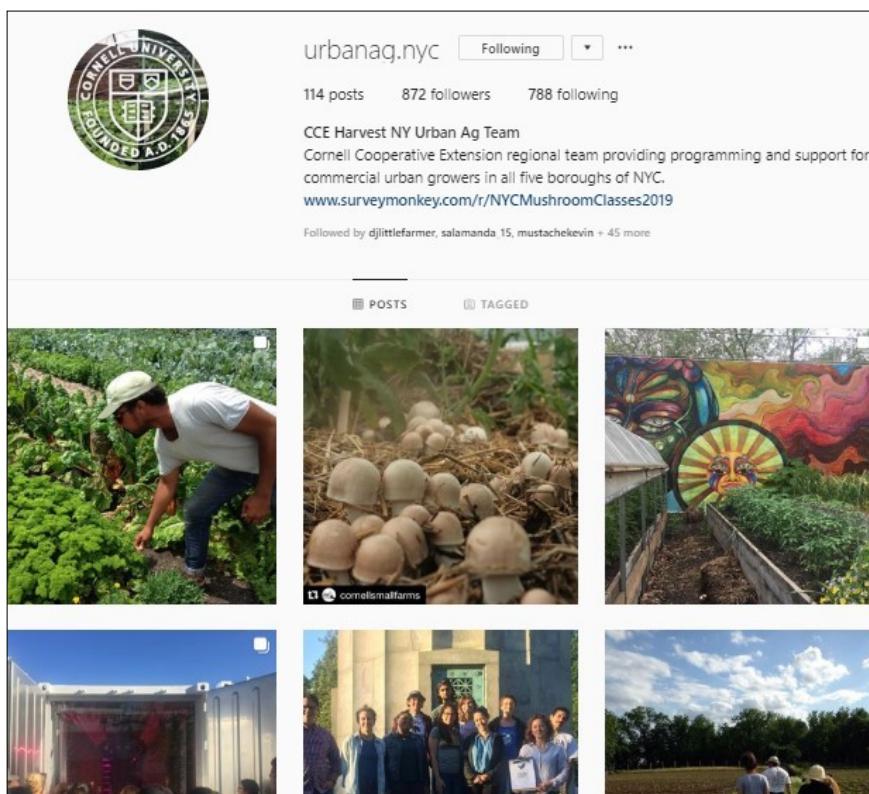 CORNELL UNIVERSITY
FOUNDED A.D. 1865
urbanag.nyc Following
114 posts 872 followers 788 following
CCE Harvest NY Urban Ag Team
Cornell Cooperative Extension regional team providing programming and support for
commercial urban growers in all five boroughs of NYC.
www.surveymonkey.com/r/NYCMushroomClasses2019
Followed by djlittlefarmer, salamanda_15, mustachekevin + 45 more
POSTS TAGGED
cornellsmallfarms